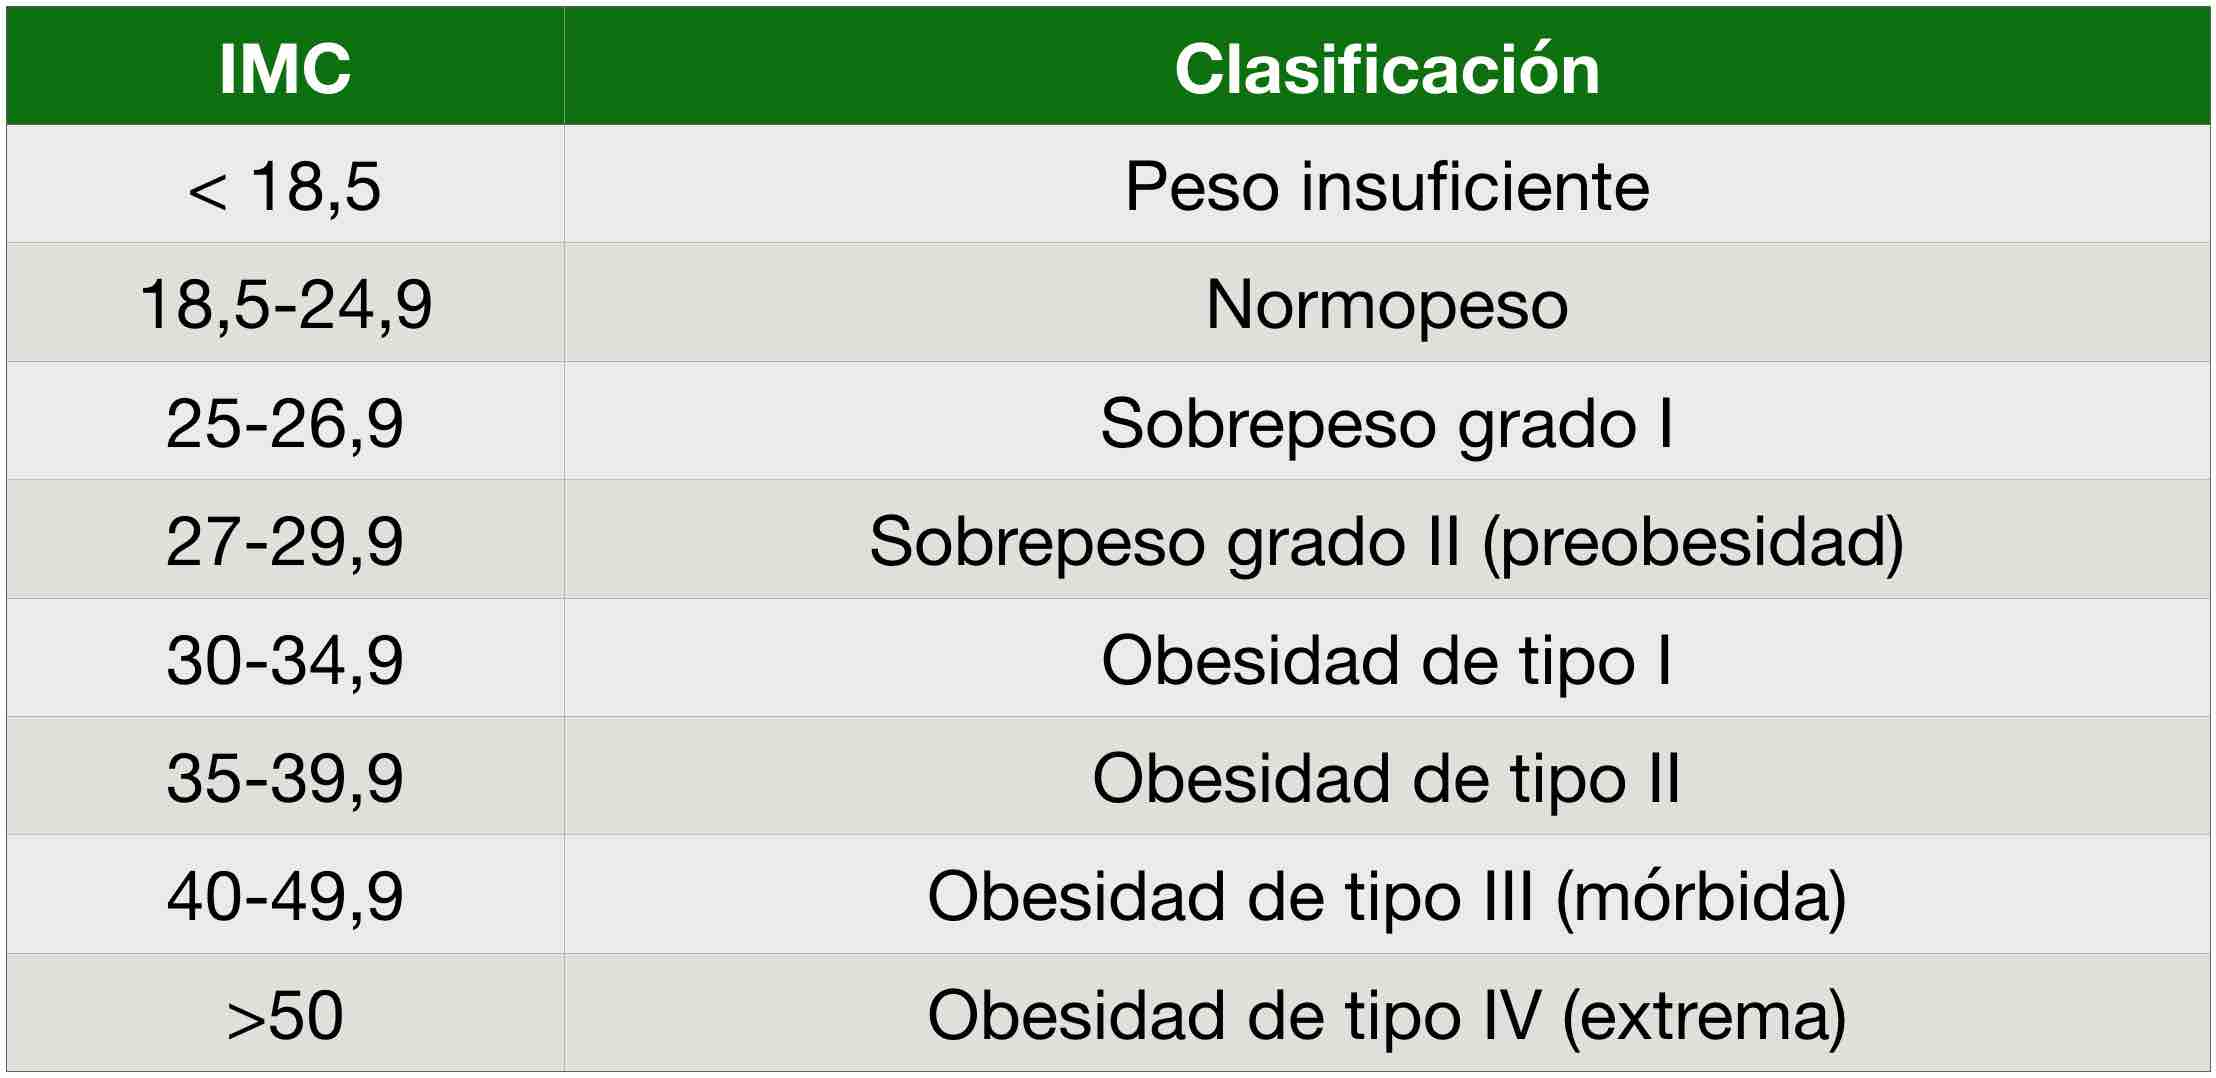 IMC Clasificación
< 18,5 Peso insuficiente
18,5-24,9 Normopeso
25-26,9 Sobrepeso grado I
27-29,9 Sobrepeso grado II (preobesidad)
30-34,9 Obesidad de tipo I
35-39,9 Obesidad de tipo II
40-49,9 Obesidad de tipo III (mórbida)
>50 Obesidad de tipo IV (extrema)